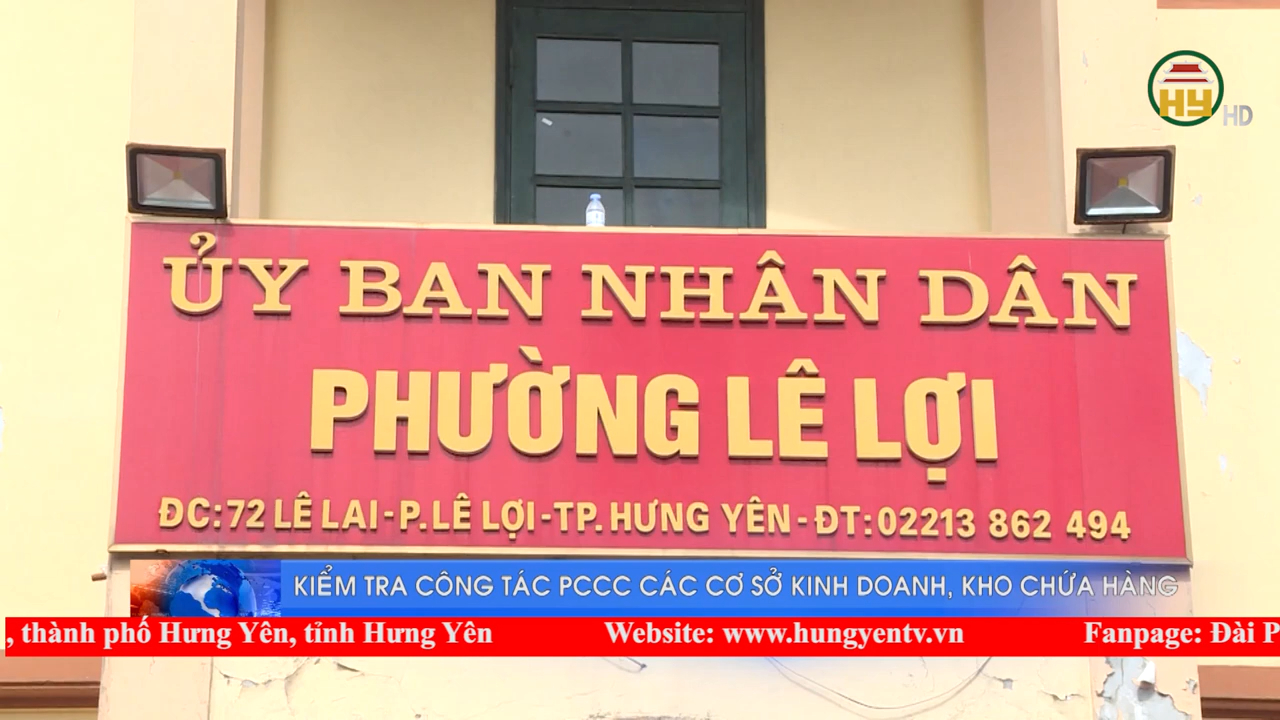 HY HD
ỦY BAN NHÂN DÂN
PHƯỜNG LÊ LỢI
ĐC:72 LÊ LAI-P.LÊ LỢI-TP.HƯNG YÊN-ĐT:02213 862 494
KIỂM TRA CÔNG TÁC PCCC CÁC CƠ SỞ KINH DOANH, KHO CHỨA HÀNG
, thành phố Hưng Yên, tỉnh Hưng Yên Website: www.hungyentv.vn Fanpage: Đài P